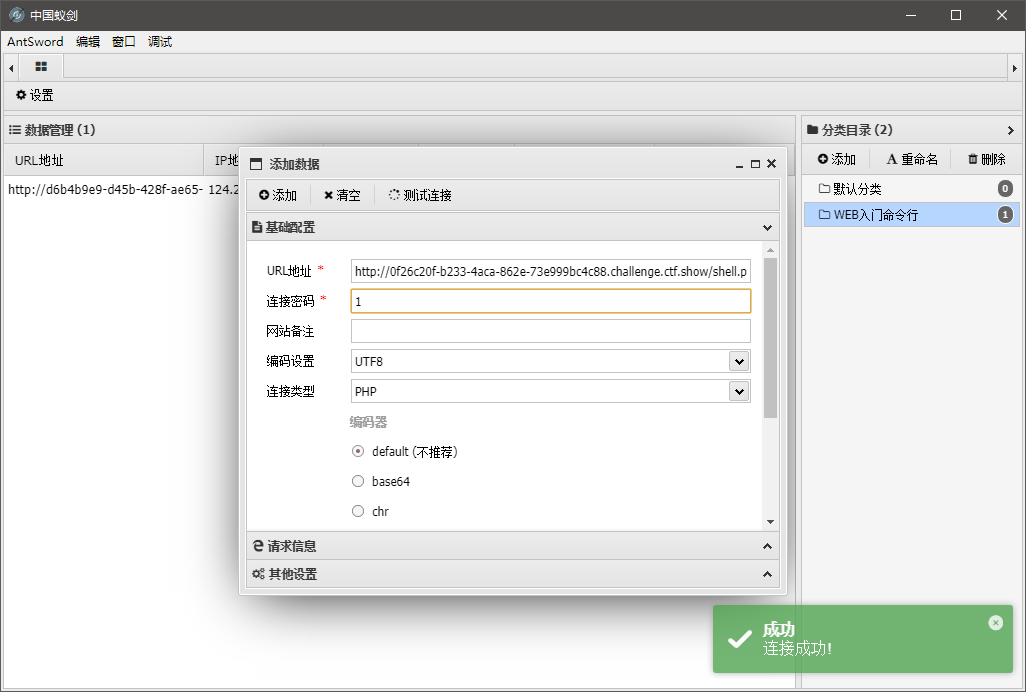 中国蚁剑
AntSword 编辑 窗口 调试
设置
数据管理 (1)
分类目录 (2)
URL地址
IP地
添加
重命名
删除
http://d6b4b9e9-d45b-428f-ae65-
124.2
默认分类
0
WEB入门命令行
1
添加数据
添加
清空
测试连接
基础配置
URL地址 *
http://0f26c20f-b233-4aca-862e-73e999bc4c88.challenge.ctf.show/shell.p
连接密码 *
1
网站备注
编码设置
UTF8
连接类型
PHP
编码器
default (不推荐)
base64
chr
请求信息
其他设置
成功
连接成功!